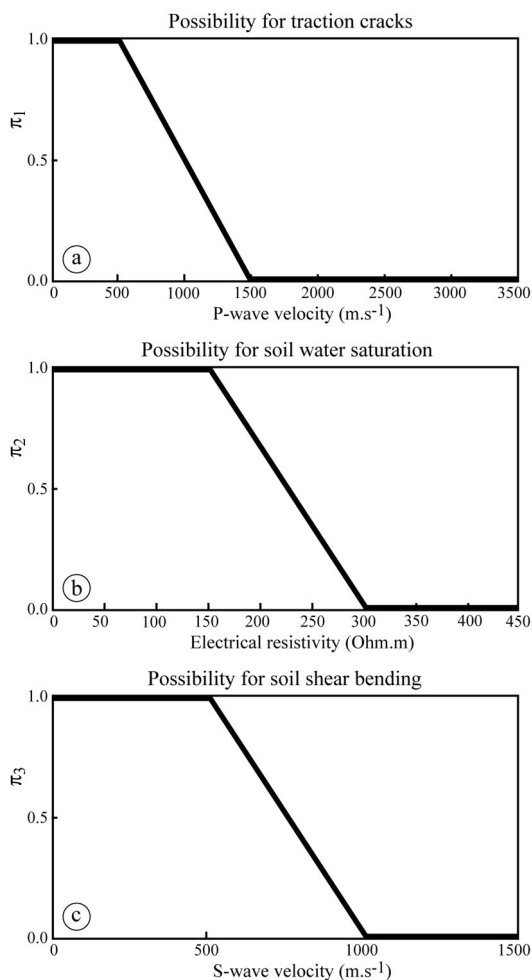 Possibility for traction cracks
1.0
π1
0.5
a
0.0
0 500 1000 1500 2000 2500 3000 3500
P-wave velocity (m.s-1)
Possibility for soil water saturation
1.0
π2
0.5
b
0.0
0 50 100 150 200 250 300 350 400 450
Electrical resistivity (Ohm.m)
Possibility for soil shear bending
1.0
π3
0.5
c
0.0
0 500 1000 1500
S-wave velocity (m.s-1)